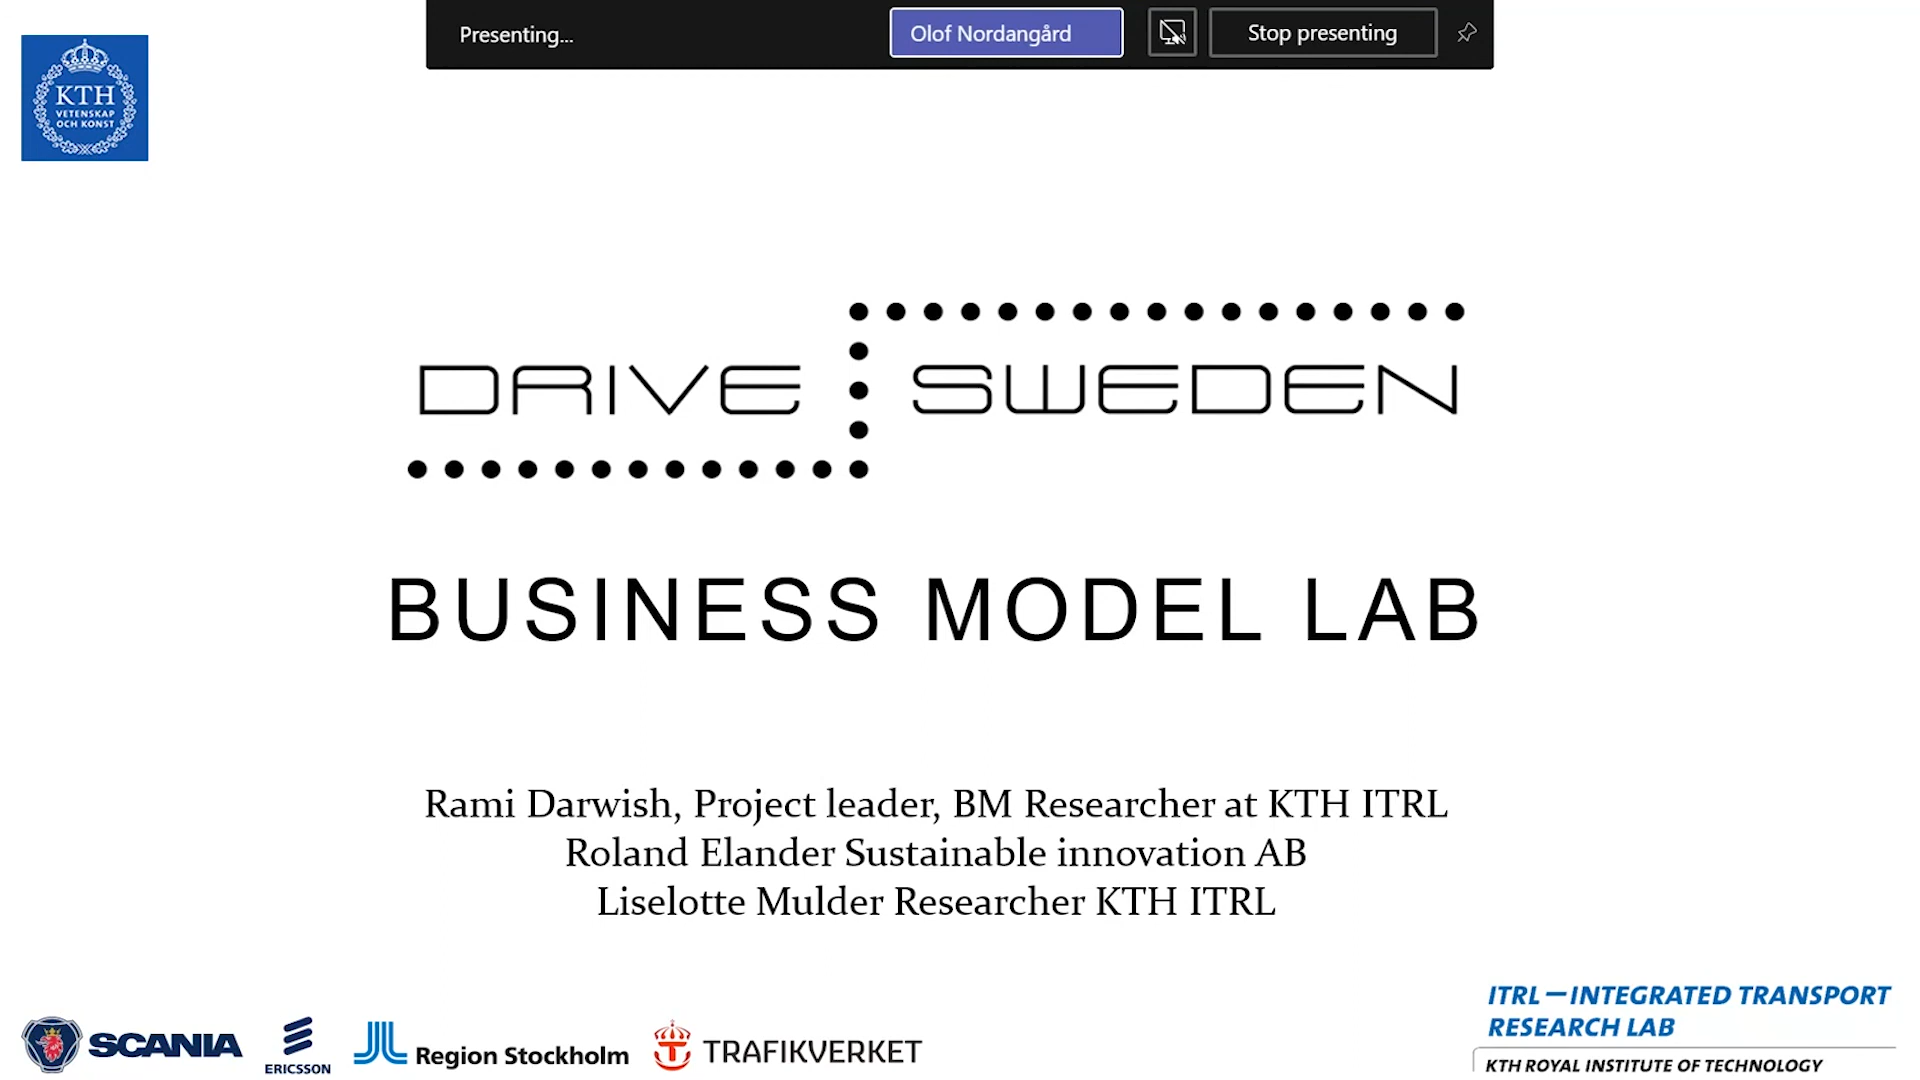 Presenting...
Olof Nordangård
Stop presenting
KTH
VETENSKAP
OCH KONST
DRIVE SWEDEN
BUSINESS MODEL LAB
Rami Darwish, Project leader, BM Researcher at KTH ITRL
Roland Elander Sustainable innovation AB
Liselotte Mulder Researcher KTH ITRL
SCANIA
ERICSSON
Region Stockholm
TRAFIKVERKET
ITRL – INTEGRATED TRANSPORT
RESEARCH LAB
KTH ROYAL INSTITUTE OF TECHNOLOGY